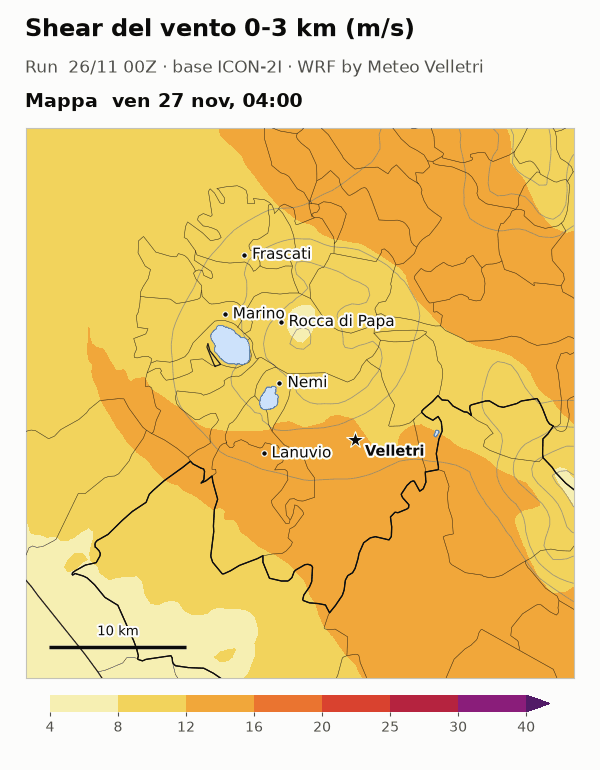 Shear del vento 0-3 km (m/s)
Run  26/11 00Z · base ICON-2I · WRF by Meteo Velletri
Mappa  ven 27 nov, 04:00
Frascati
Marino
Rocca di Papa
Nemi
Velletri
Lanuvio
10 km
4 8 12 16 20 25 30 40